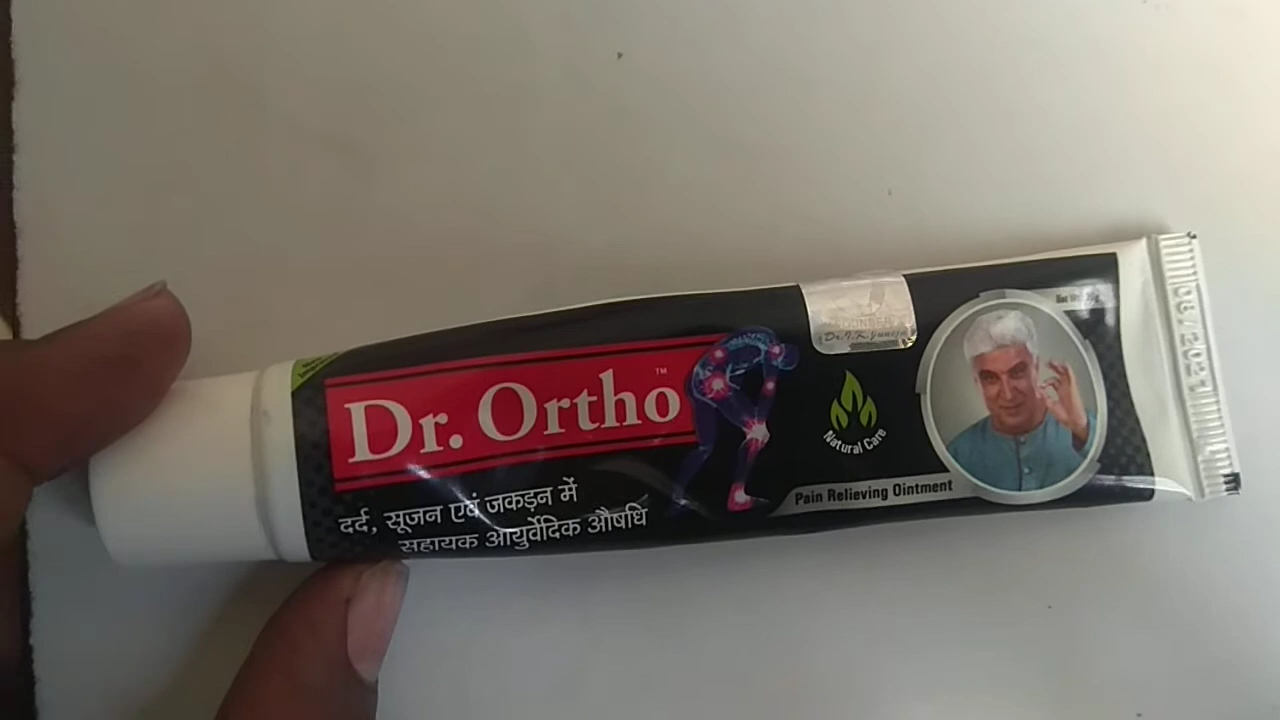 Dr. Ortho™
दर्द, सूजन एवं जकड़न में
सहायक आयुर्वेदिक औषधि
Natural Care
Pain Relieving Ointment